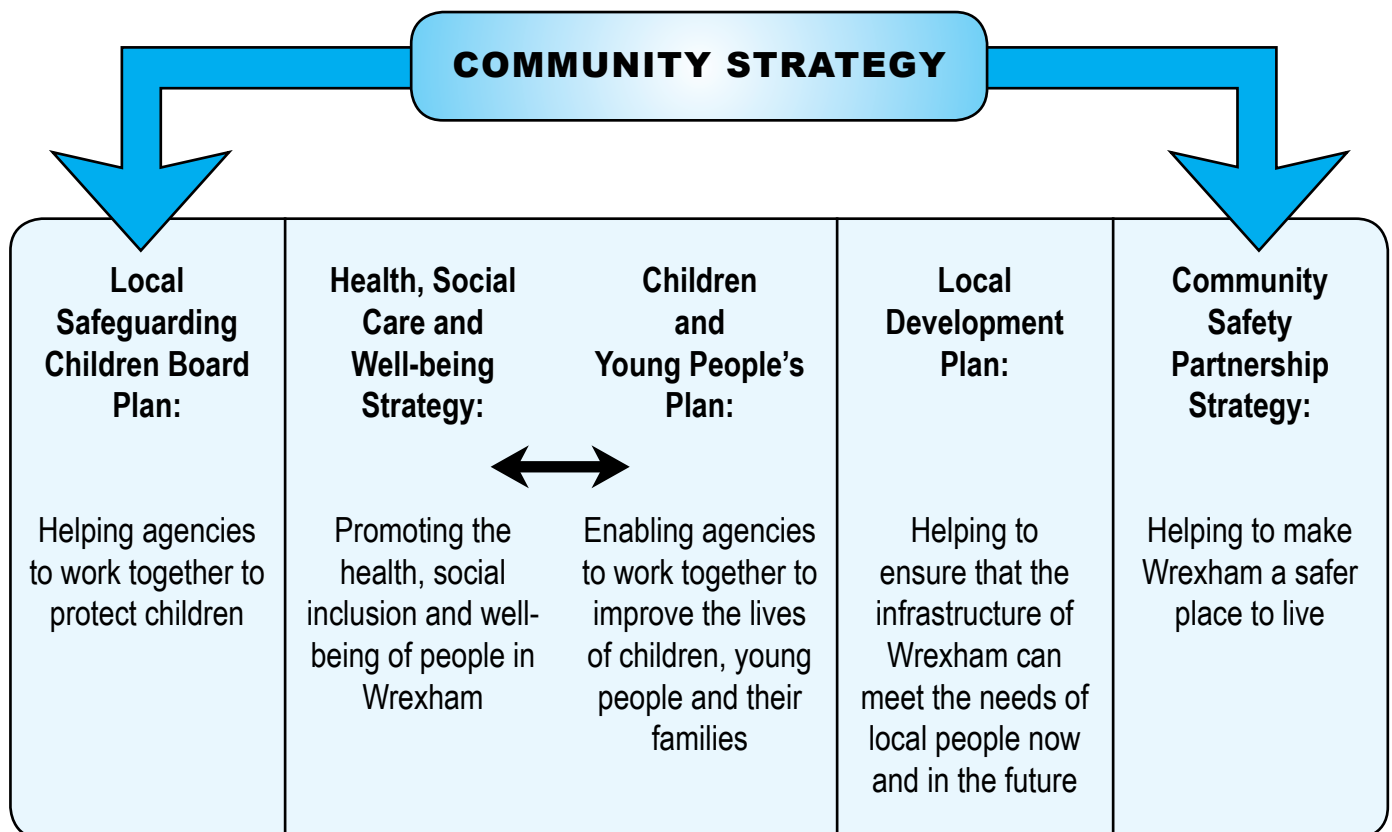 COMMUNITY STRATEGY
Local
Safeguarding
Children Board
Plan:
Helping agencies
to work together to
protect children
Health, Social
Care and
Well-being
Strategy:
Promoting the
health, social
inclusion and well-
being of people in
Wrexham
Children
and
Young People’s
Plan:
Enabling agencies
to work together to
improve the lives
of children, young
people and their
families
Local
Development
Plan:
Helping to
ensure that the
infrastructure of
Wrexham can
meet the needs of
local people now
and in the future
Community
Safety
Partnership
Strategy:
Helping to make
Wrexham a safer
place to live